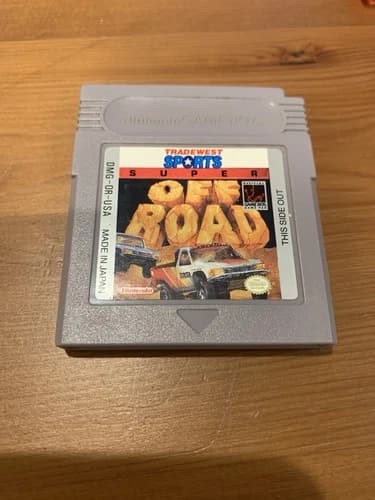 Nintendo GAME BOY
TRADEWEST
SPORTS
SUPER
OFF
ROAD
DMG-OR-USA
MADE IN JAPAN
THIS SIDE OUT
Nintendo